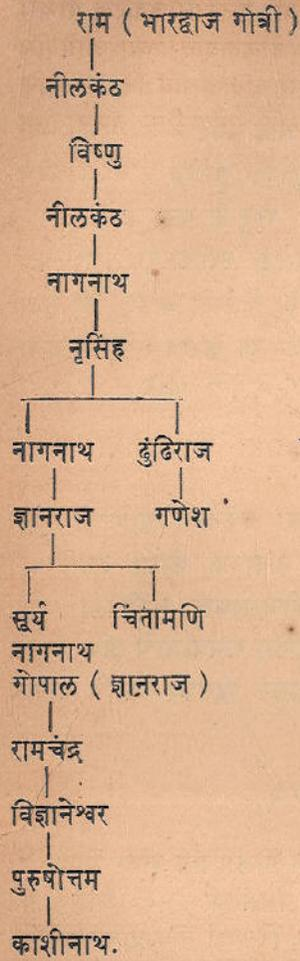 राम ( भारद्वाज गोत्री )
नीलकंठ
विष्णु
नीलकंठ
नागनाथ
नृसिंह
नागनाथ ढुंढिराज
ज्ञानराज गणेश
सूर्य चिंतामणि
नागनाथ
गोपाल ( ज्ञानराज )
रामचंद्र
विज्ञानेश्वर
पुरुषोत्तम
काशीनाथ.